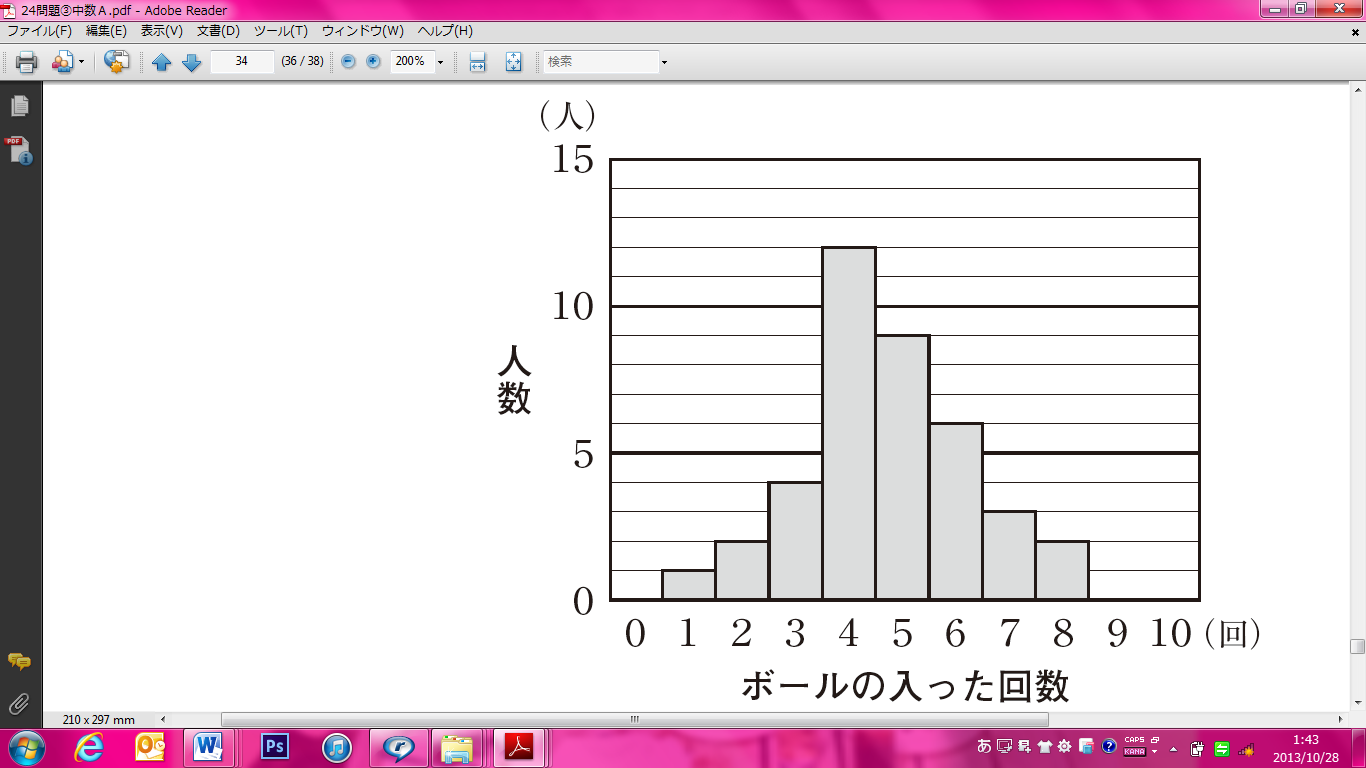 24問題③中数A.pdf - Adobe Reader
ファイル(F) 編集(E) 表示(V) 文書(D) ツール(T) ウィンドウ(W) ヘルプ(H)
34 (36 / 38) 200% 検索
(人)
15
10
5
0
人数
0 1 2 3 4 5 6 7 8 9 10 (回)
ボールの入った回数
210 x 297 mm
あ CAPS KANA
1:43
2013/10/28